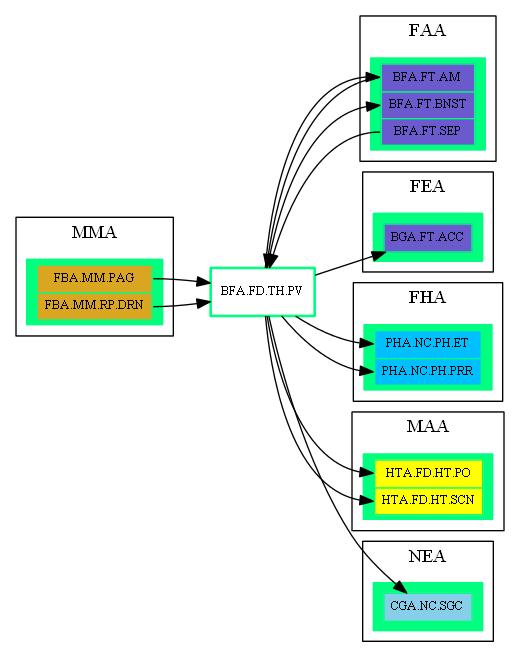 FAA
BFA.FT.AM
BFA.FT.BNST
BFA.FT.SEP
FEA
BGA.FT.ACC
MMA
FBA.MM.PAG
FBA.MM.RP.DRN
BFA.FD.TH.PV
FHA
PHA.NC.PH.ET
PHA.NC.PH.PRR
MAA
HTA.FD.HT.PO
HTA.FD.HT.SCN
NEA
CGA.NC.SGC